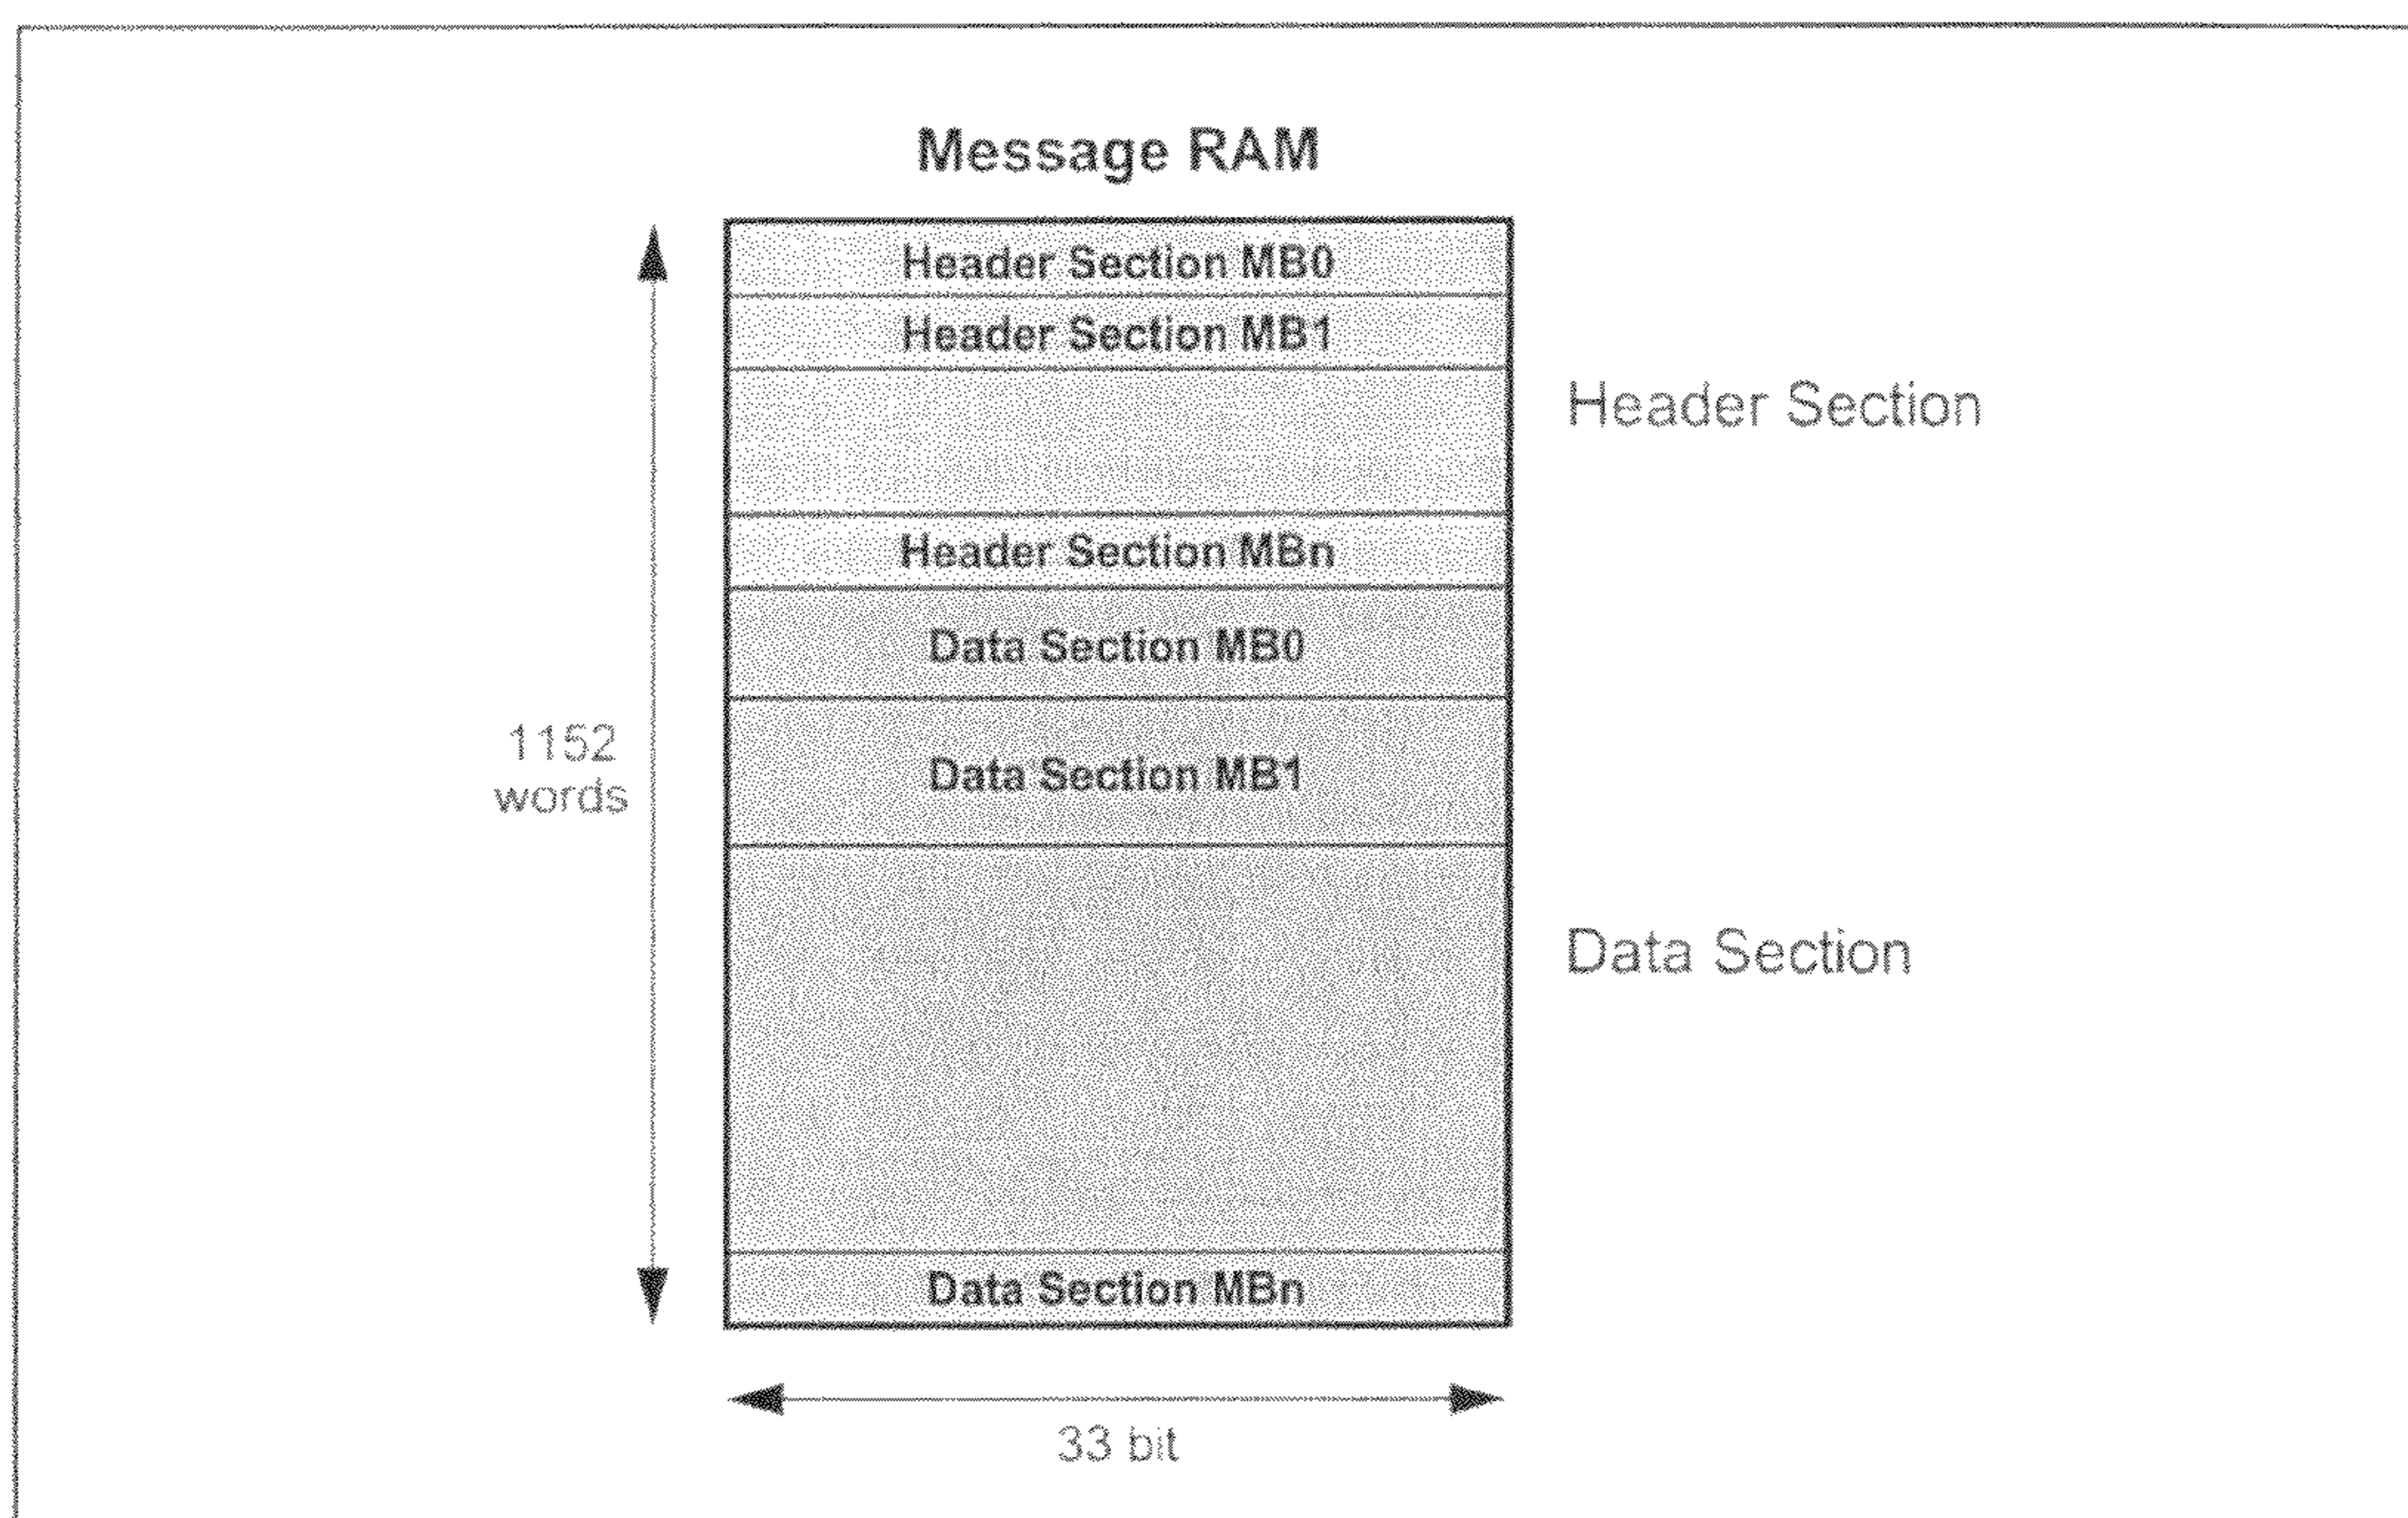 Message RAM
Header Section MB0
Header Section MB1
Header Section
Header Section MBn
Data Section MB0
1152
words
Data Section MB1
Data Section
Data Section MBn
33 bit